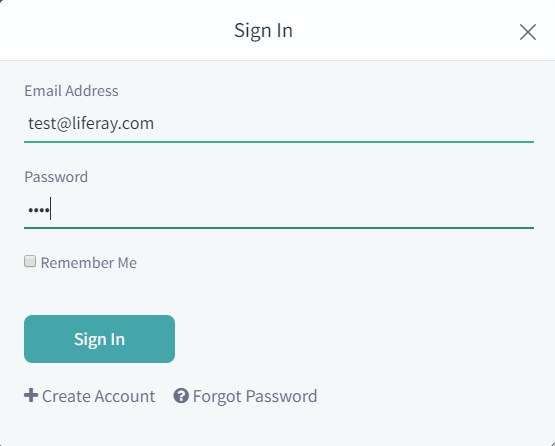 Sign In
Email Address
test@liferay.com
Password
••••
Remember Me
Sign In
Create Account Forgot Password